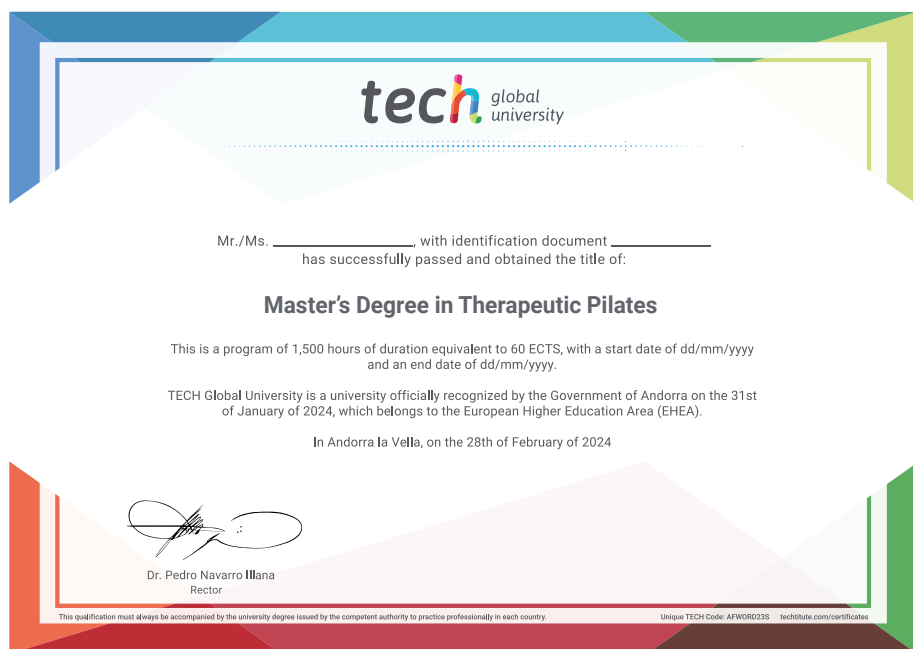 tech global university
Mr./Ms. ____________, with identification document ____________
has successfully passed and obtained the title of:
Master's Degree in Therapeutic Pilates
This is a program of 1,500 hours of duration equivalent to 60 ECTS, with a start date of dd/mm/yyyy
and an end date of dd/mm/yyyy.
TECH Global University is a university officially recognized by the Government of Andorra on the 31st
of January of 2024, which belongs to the European Higher Education Area (EHEA).
In Andorra la Vella, on the 28th of February of 2024
Dr. Pedro Navarro Illana
Rector
This qualification must always be accompanied by the university degree issued by the competent authority to practice professionally in each country. Unique TECH Code: AFWORD23S techtitute.com/certificates